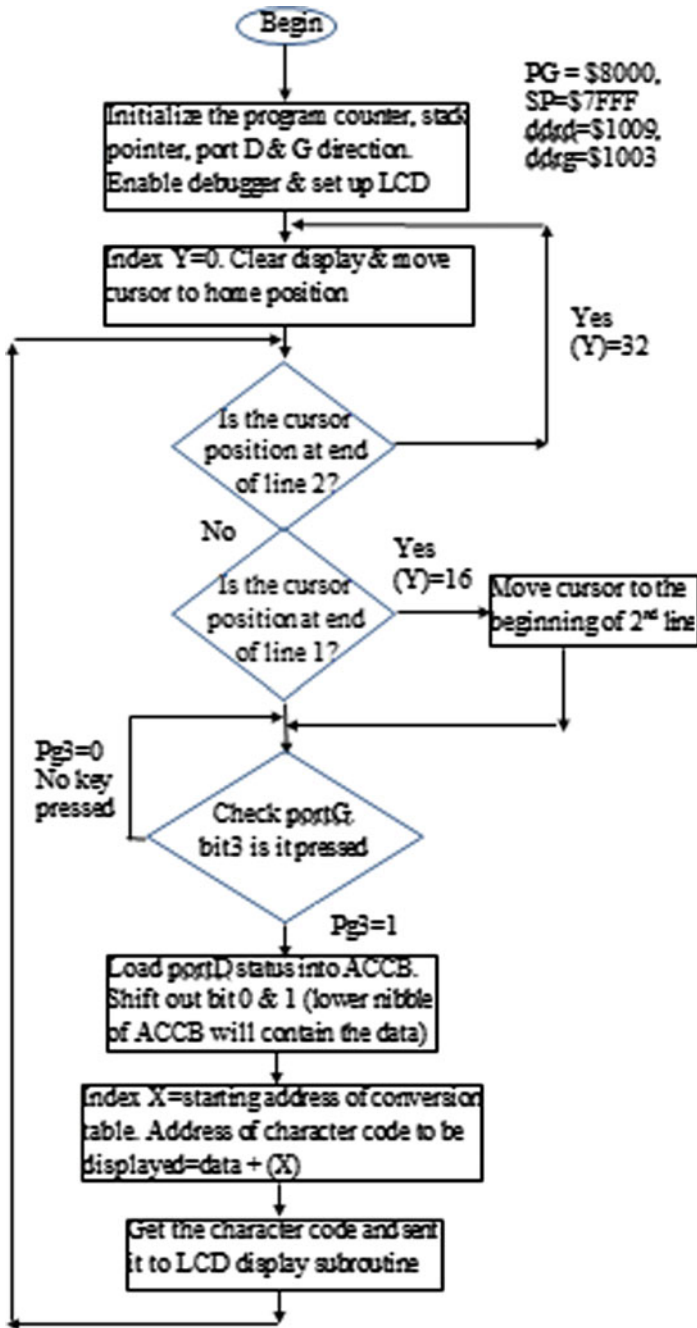 Begin
PG = $8000,
SP=$7FFF
ddrd=$1009,
ddrg=$1003
Initialize the program counter, stack
pointer, port D & G direction.
Enable debugger & set up LCD
Index Y=0. Clear display & move
cursor to home position
Yes
(Y)=32
Is the cursor
position at end
of line 2?
No
Yes
(Y)=16
Is the cursor
position at end
of line 1?
Move cursor to the
beginning of 2nd line
Pg3=0
No key
pressed
Check portG
bit3 is it pressed
Pg3=1
Load portD status into ACCB.
Shift out bit 0 & 1 (lower nibble
of ACCB will contain the data)
Index X=starting address of conversion
table. Address of character code to be
displayed=data + (X)
Get the character code and sent
it to LCD display subroutine